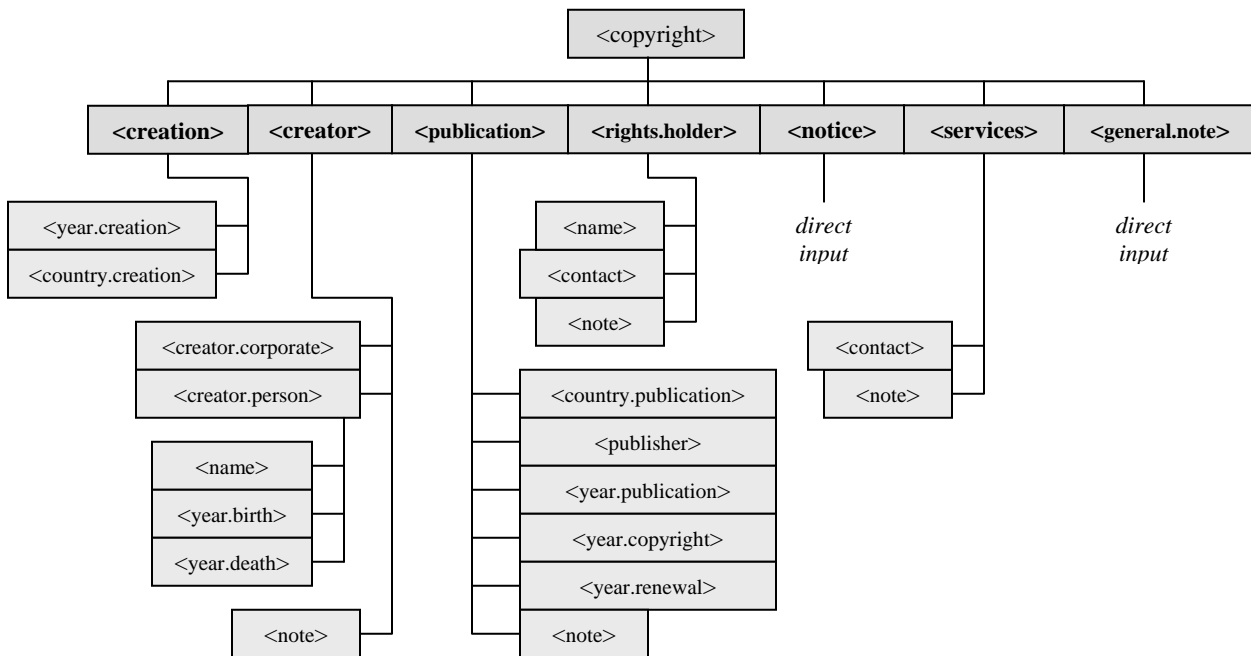 <copyright>
<creation> <creator> <publication> <rights.holder> <notice> <services> <general.note>
<year.creation>
<country.creation>
<creator.corporate>
<creator.person>
<name>
<year.birth>
<year.death>
<note>
<country.publication>
<publisher>
<year.publication>
<year.copyright>
<year.renewal>
<note>
<name>
<contact>
<note>
direct
input
<contact>
<note>
direct
input